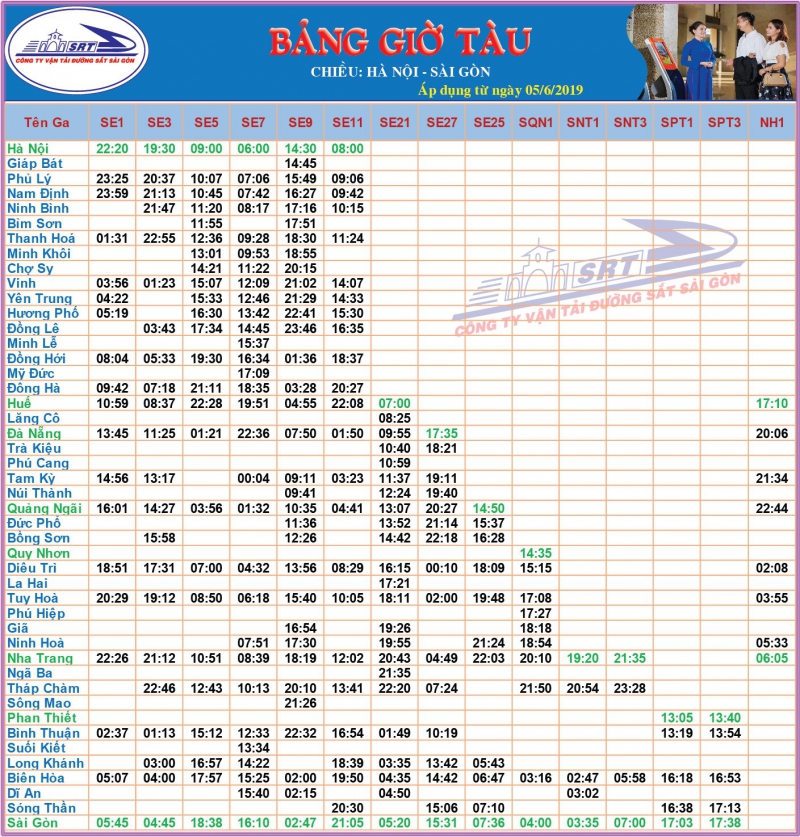 SRT
CÔNG TY VẬN TẢI ĐƯỜNG SẮT SÀI GÒN
BẢNG GIỜ TÀU
CHIỀU: HÀ NỘI - SÀI GÒN
Áp dụng từ ngày 05/6/2019
Tên Ga SE1 SE3 SE5 SE7 SE9 SE11 SE21 SE27 SE25 SQN1 SNT1 SNT3 SPT1 SPT3 NH1
Hà Nội 22:20 19:30 09:00 06:00 14:30 08:00
Giáp Bát 14:45
Phủ Lý 23:25 20:37 10:07 07:06 15:49 09:06
Nam Định 23:59 21:13 10:45 07:42 16:27 09:42
Ninh Bình 21:47 11:20 08:17 17:16 10:15
Bỉm Sơn 11:55 17:51
Thanh Hoá 01:31 22:55 12:36 09:28 18:30 11:24
Minh Khôi 13:01 09:53 18:55
Chợ Sy 14:21 11:22 20:15
Vinh 03:56 01:23 15:07 12:09 21:02 14:07
Yên Trung 04:22 15:33 12:46 21:29 14:33
Hương Phố 05:19 16:30 13:42 22:41 15:30
Đồng Lê 03:43 17:34 14:45 23:46 16:35
Minh Lễ 15:37
Đồng Hới 08:04 05:33 19:30 16:34 01:36 18:37
Mỹ Đức 17:09
Đông Hà 09:42 07:18 21:11 18:35 03:28 20:27
Huế 10:59 08:37 22:28 19:51 04:55 22:08 07:00 17:10
Lăng Cô 08:25
Đà Nẵng 13:45 11:25 01:21 22:36 07:50 01:50 09:55 17:35 20:06
Trà Kiệu 10:40 18:21
Phú Cang 10:59
Tam Kỳ 14:56 13:17 00:04 09:11 03:23 11:37 19:11 21:34
Núi Thành 09:41 12:24 19:40
Quảng Ngãi 16:01 14:27 03:56 01:32 10:35 04:41 13:07 20:27 14:50 22:44
Đức Phổ 11:36 13:52 21:14 15:37
Bồng Sơn 15:58 12:26 14:42 22:18 16:28
Quy Nhơn 14:35
Diêu Trì 18:51 17:31 07:00 04:32 13:56 08:29 16:15 00:10 18:09 15:15 02:08
La Hai 17:21
Tuy Hoà 20:29 19:12 08:50 06:18 15:40 10:05 18:11 02:00 19:48 17:08 03:55
Phú Hiệp 17:27
Giã 16:54 19:26 18:18
Ninh Hoà 07:51 17:30 19:55 21:24 18:54 05:33
Nha Trang 22:26 21:12 10:51 08:39 18:19 12:02 20:43 04:49 22:03 20:10 19:20 21:35 06:05
Ngã Ba 21:35
Tháp Chàm 22:46 12:43 10:13 20:10 13:41 22:20 07:24 21:50 20:54 23:28
Sông Mao 21:26
Phan Thiết 13:05 13:40
Bình Thuận 02:37 01:13 15:12 12:33 22:32 16:54 01:49 10:19 13:19 13:54
Suối Kiết 13:34
Long Khánh 03:00 16:57 14:22 18:39 03:35 13:42 05:43
Biên Hòa 05:07 04:00 17:57 15:25 02:00 19:50 04:35 14:42 06:47 03:16 02:47 05:58 16:18 16:53
Dĩ An 15:40 02:15 04:50 03:02
Sóng Thần 20:30 15:06 07:10 16:38 17:13
Sài Gòn 05:45 04:45 18:38 16:10 02:47 21:05 05:20 15:31 07:36 04:00 03:35 07:00 17:03 17:38
SRT
CÔNG TY VẬN TẢI ĐƯỜNG SẮT SÀI GÒN